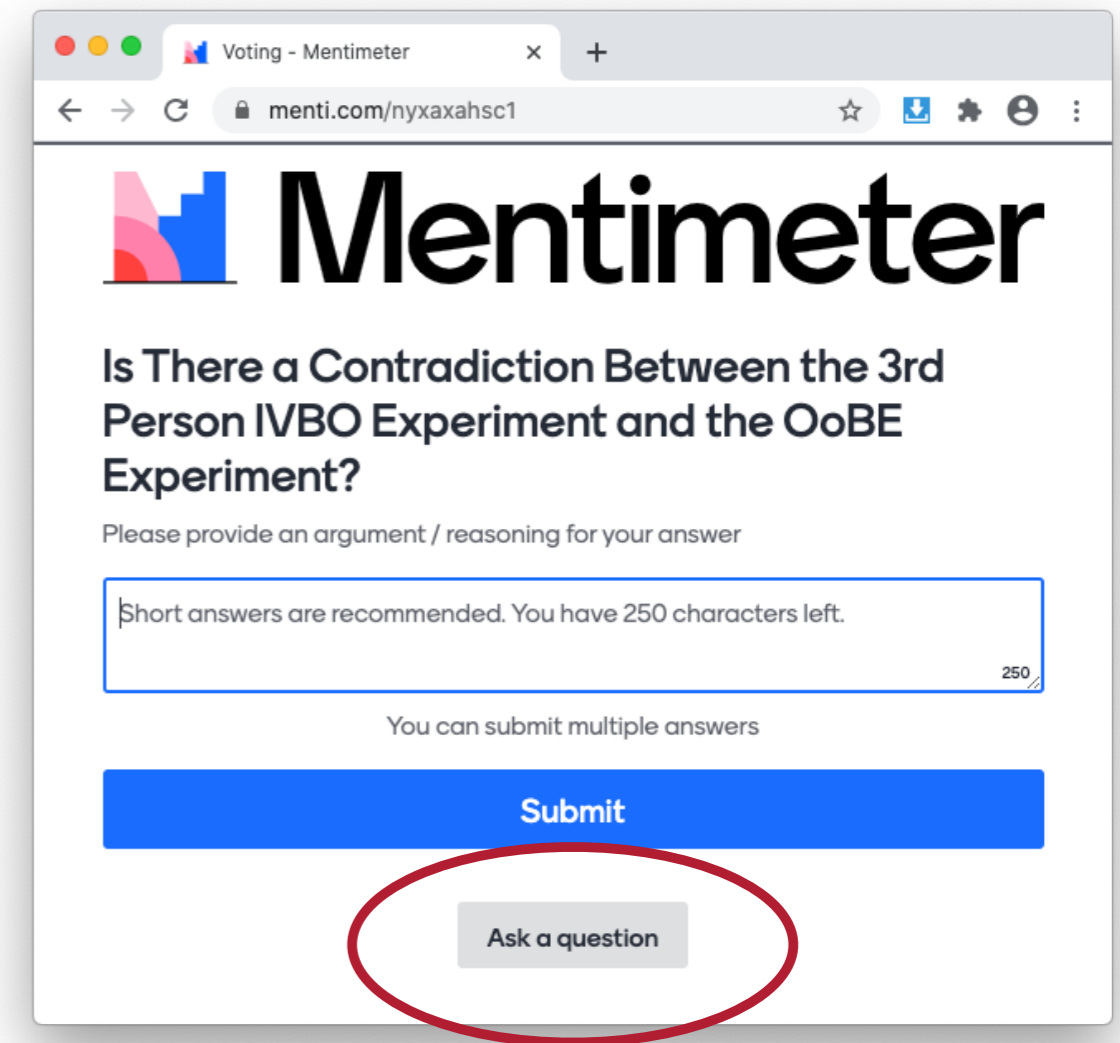 Voting - Mentimeter
menti.com/nyxaxahsc1
Mentimeter
Is There a Contradiction Between the 3rd
Person IVBO Experiment and the OoBE
Experiment?
Please provide an argument / reasoning for your answer
Short answers are recommended. You have 250 characters left.
250
You can submit multiple answers
Submit
Ask a question